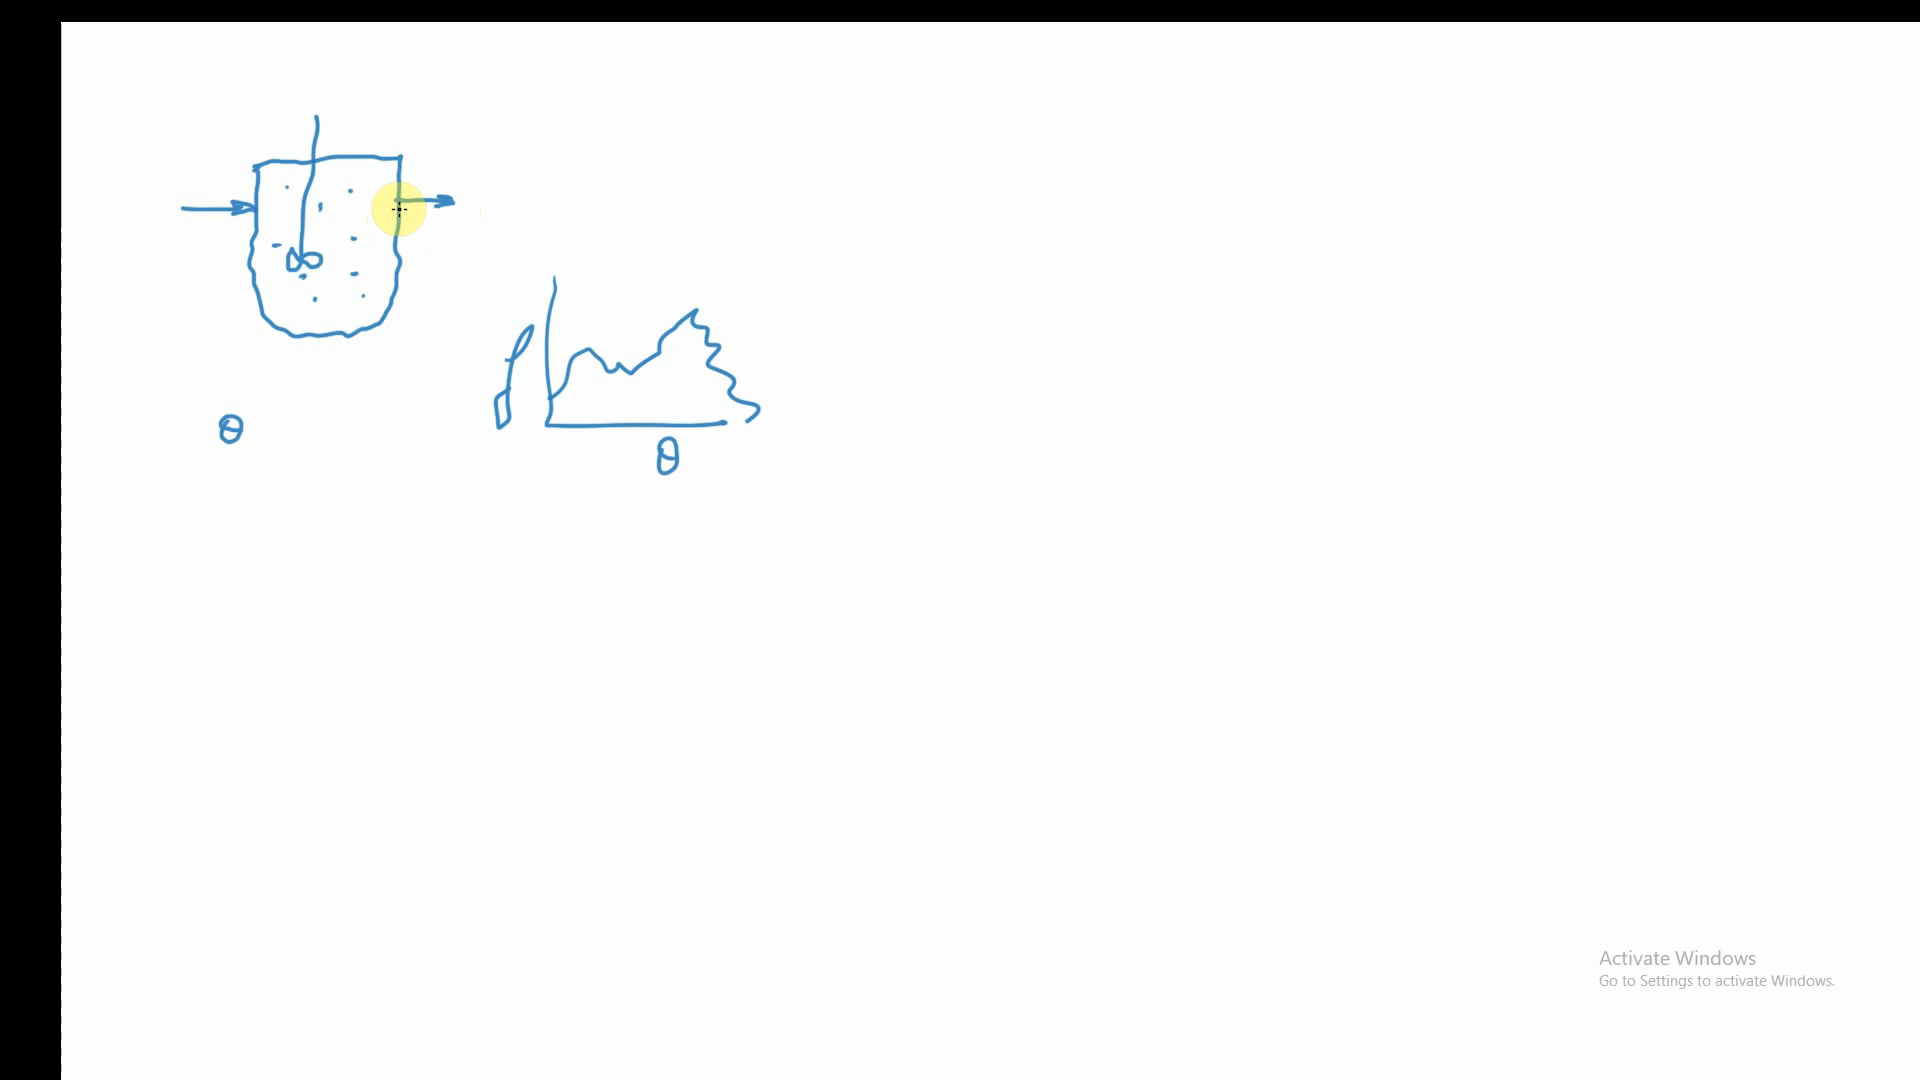 θ
f
θ
Activate Windows
Go to Settings to activate Windows.